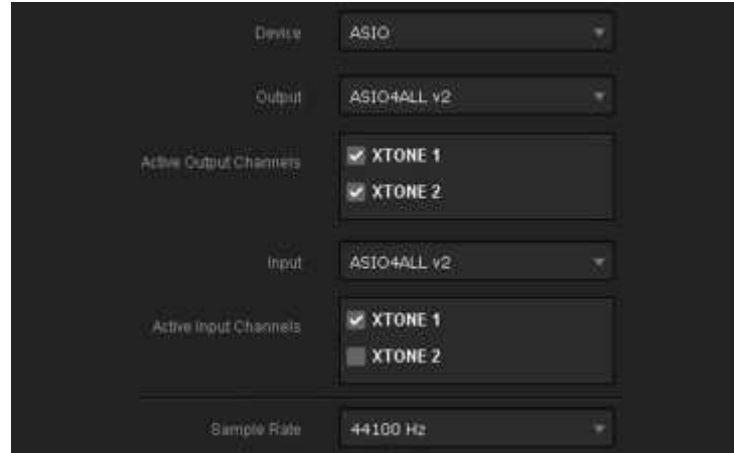 Device ASIO
Output ASIO4ALL v2
Active Output Channels XTONE 1
XTONE 2
Input ASIO4ALL v2
Active Input Channels XTONE 1
XTONE 2
Sample Rate 44100 Hz